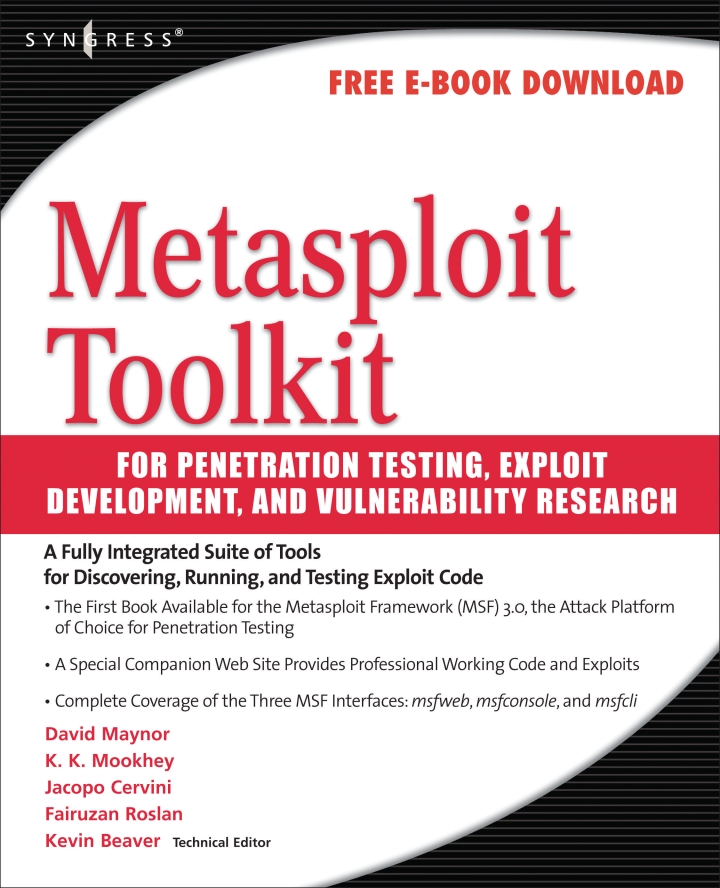 SYNGRESS®
FREE E-BOOK DOWNLOAD
Metasploit
Toolkit
FOR PENETRATION TESTING, EXPLOIT
DEVELOPMENT, AND VULNERABILITY RESEARCH
A Fully Integrated Suite of Tools
for Discovering, Running, and Testing Exploit Code
• The First Book Available for the Metasploit Framework (MSF) 3.0, the Attack Platform
of Choice for Penetration Testing
• A Special Companion Web Site Provides Professional Working Code and Exploits
• Complete Coverage of the Three MSF Interfaces: msfweb, msfconsole, and msfcli
David Maynor
K. K. Mookhey
Jacopo Cervini
Fairuzan Roslan
Kevin Beaver Technical Editor